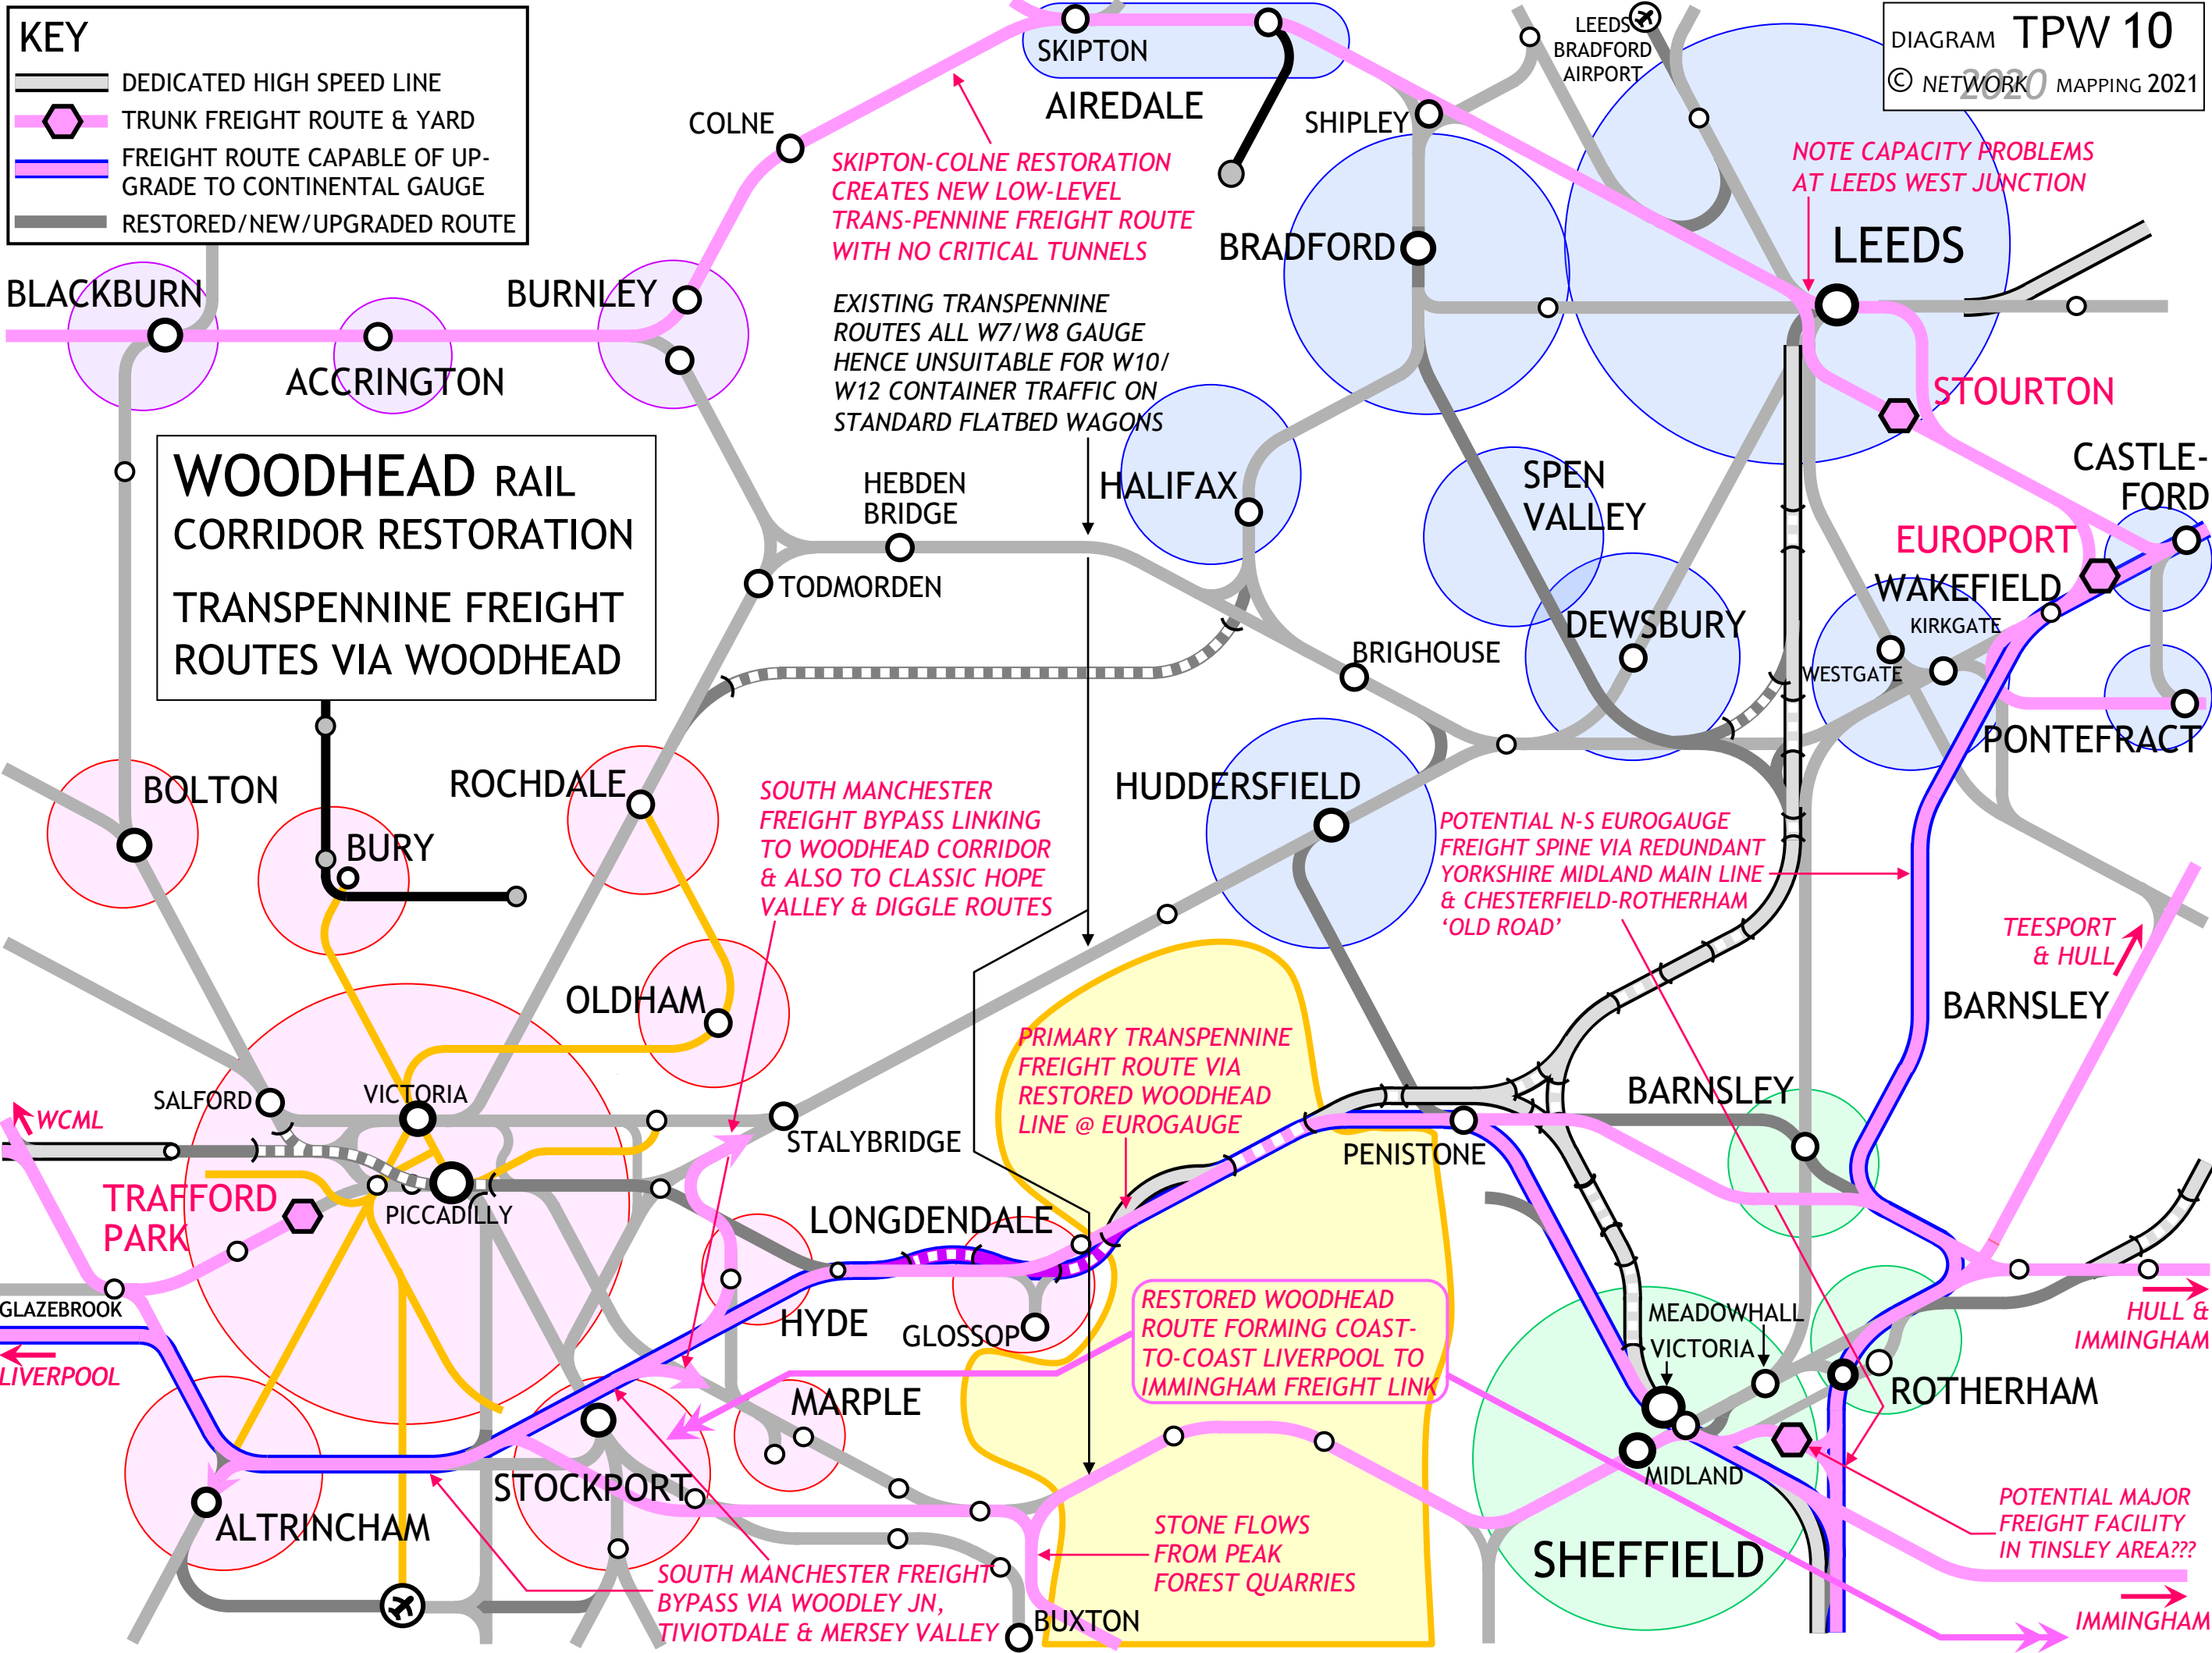 KEY
DEDICATED HIGH SPEED LINE
TRUNK FREIGHT ROUTE & YARD
FREIGHT ROUTE CAPABLE OF UP-
GRADE TO CONTINENTAL GAUGE
RESTORED/NEW/UPGRADED ROUTE
DIAGRAM TPW 10
© NETWORK 2020 MAPPING 2021
SKIPTON
AIREDALE
COLNE
SHIPLEY
LEEDS
BRADFORD
AIRPORT
SKIPTON-COLNE RESTORATION
CREATES NEW LOW-LEVEL
TRANS-PENNINE FREIGHT ROUTE
WITH NO CRITICAL TUNNELS
NOTE CAPACITY PROBLEMS
AT LEEDS WEST JUNCTION
BRADFORD
LEEDS
BLACKBURN
BURNLEY
ACCRINGTON
EXISTING TRANSPENNINE
ROUTES ALL W7/W8 GAUGE
HENCE UNSUITABLE FOR W10/
W12 CONTAINER TRAFFIC ON
STANDARD FLATBED WAGONS
STOURTON
WOODHEAD RAIL
CORRIDOR RESTORATION
TRANSPENNINE FREIGHT
ROUTES VIA WOODHEAD
HEBDEN
BRIDGE
HALIFAX
SPEN
VALLEY
CASTLE-
FORD
EUROPORT
TODMORDEN
WAKEFIELD
DEWSBURY
KIRKGATE
BRIGHOUSE
WESTGATE
PONTEFRACT
BOLTON
ROCHDALE
BURY
HUDDERSFIELD
SOUTH MANCHESTER
FREIGHT BYPASS LINKING
TO WOODHEAD CORRIDOR
& ALSO TO CLASSIC HOPE
VALLEY & DIGGLE ROUTES
POTENTIAL N-S EUROGAUGE
FREIGHT SPINE VIA REDUNDANT
YORKSHIRE MIDLAND MAIN LINE
& CHESTERFIELD-ROTHERHAM
‘OLD ROAD’
TEESPORT
& HULL
OLDHAM
BARNSLEY
PRIMARY TRANSPENNINE
FREIGHT ROUTE VIA
RESTORED WOODHEAD
LINE @ EUROGAUGE
SALFORD
VICTORIA
BARNSLEY
WCML
STALYBRIDGE
PENISTONE
TRAFFORD
PARK
PICCADILLY
LONGDENDALE
GLAZEBROOK
HYDE
GLOSSOP
RESTORED WOODHEAD
ROUTE FORMING COAST-
TO-COAST LIVERPOOL TO
IMMINGHAM FREIGHT LINK
MEADOWHALL
VICTORIA
HULL &
IMMINGHAM
LIVERPOOL
MARPLE
ROTHERHAM
STOCKPORT
MIDLAND
ALTRINCHAM
STONE FLOWS
FROM PEAK
FOREST QUARRIES
SHEFFIELD
POTENTIAL MAJOR
FREIGHT FACILITY
IN TINSLEY AREA???
SOUTH MANCHESTER FREIGHT
BYPASS VIA WOODLEY JN,
TIVIOTDALE & MERSEY VALLEY
BUXTON
IMMINGHAM